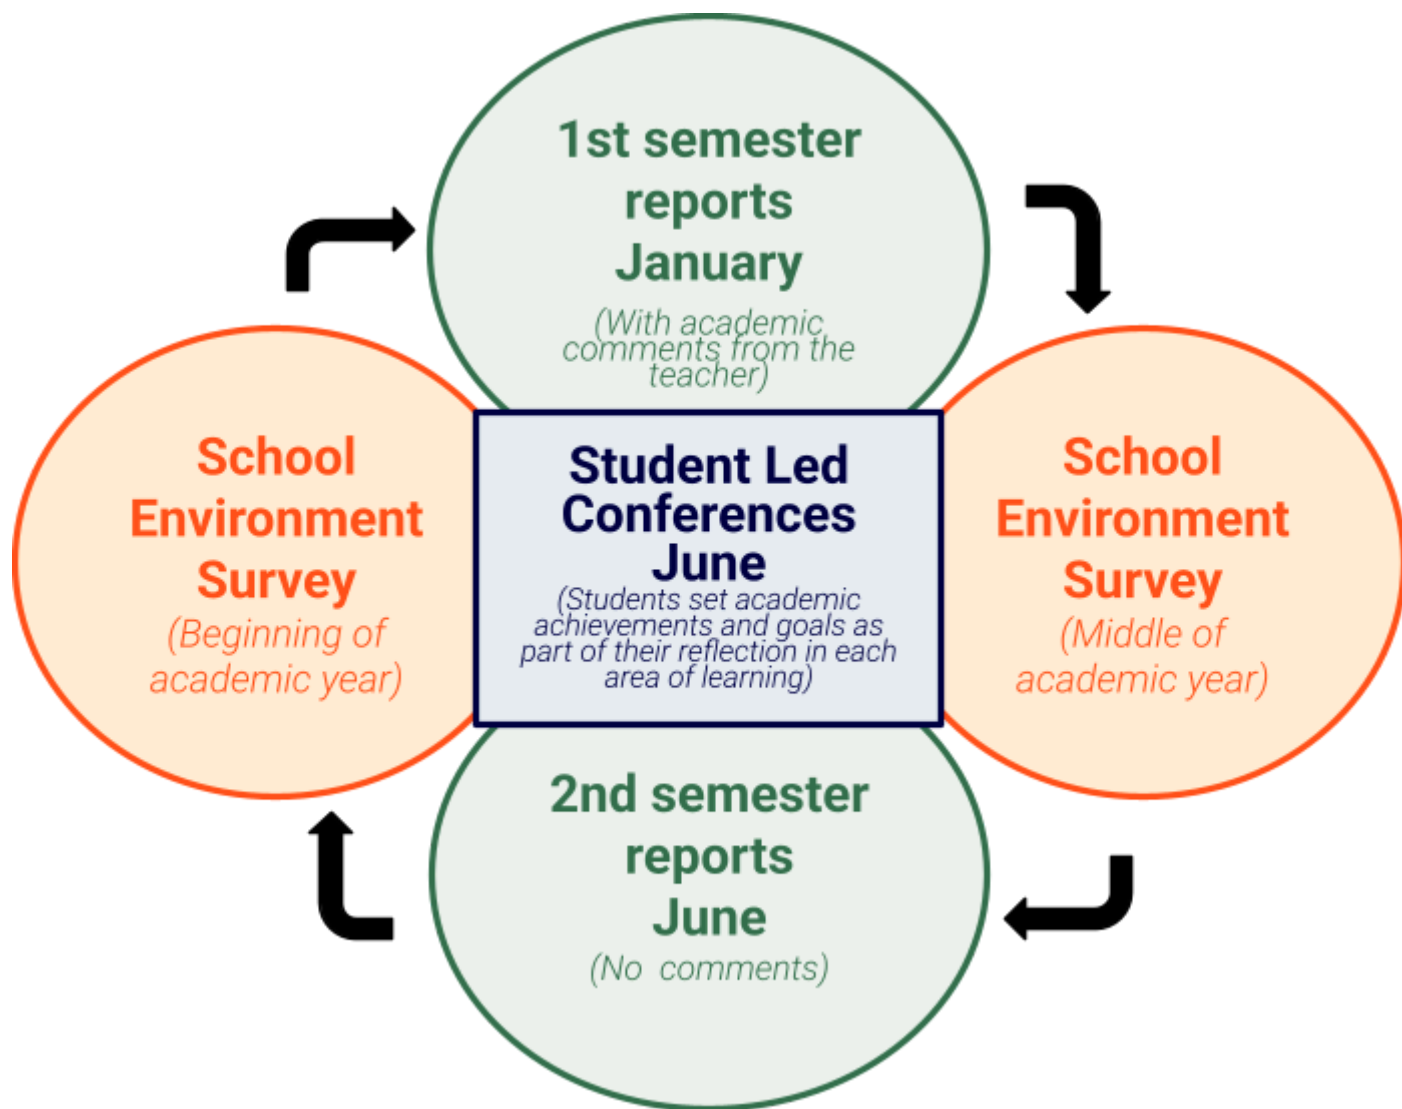 1st semester
reports
January
(With academic
comments from the
teacher)
School
Environment
Survey
(Beginning of
academic year)
Student Led
Conferences
June
(Students set academic
achievements and goals as
part of their reflection in each
area of learning)
School
Environment
Survey
(Middle of
academic year)
2nd semester
reports
June
(No  comments)